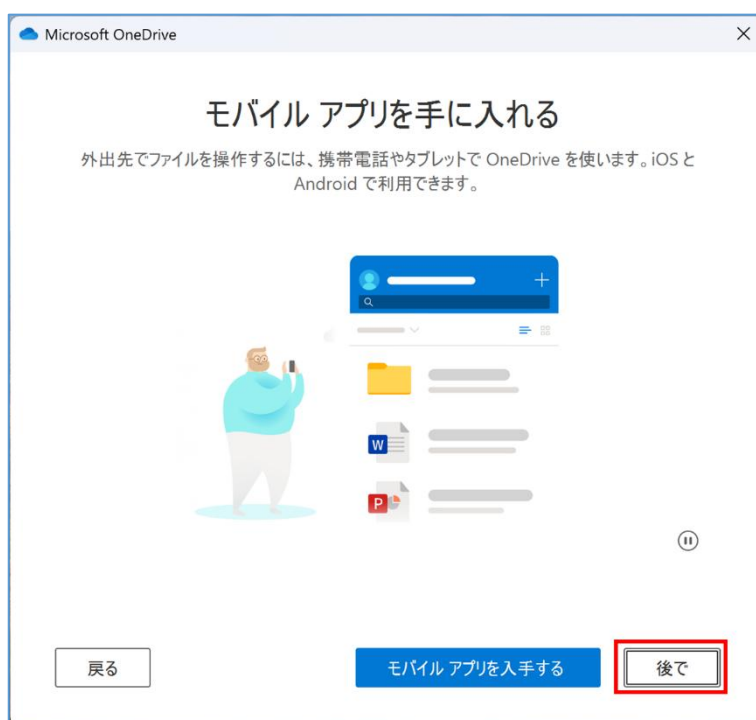 Microsoft OneDrive
モバイル アプリを手に入れる
外出先でファイルを操作するには、携帯電話やタブレットで OneDrive を使います。iOS と
Android で利用できます。
W
P
戻る
モバイル アプリを入手する
後で